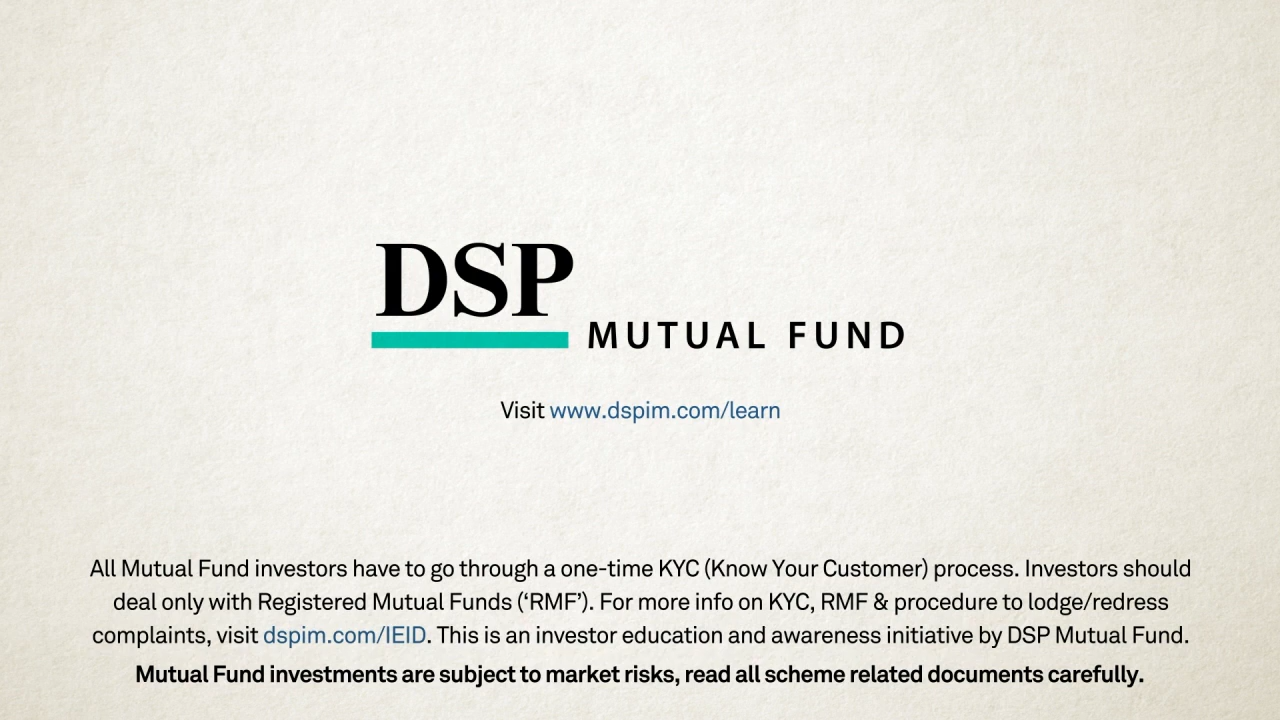 DSP
MUTUAL FUND
Visit www.dspim.com/learn
All Mutual Fund investors have to go through a one-time KYC (Know Your Customer) process. Investors should
deal only with Registered Mutual Funds (‘RMF’). For more info on KYC, RMF & procedure to lodge/redress
complaints, visit dspim.com/IEID. This is an investor education and awareness initiative by DSP Mutual Fund.
Mutual Fund investments are subject to market risks, read all scheme related documents carefully.